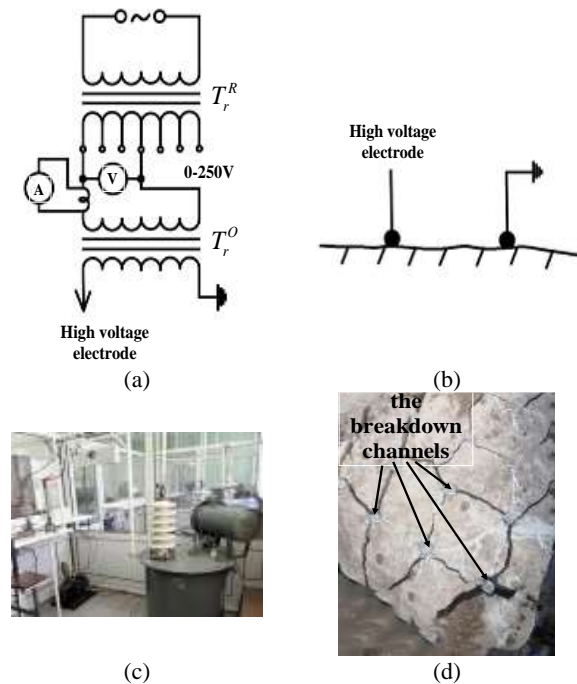 T_r^R
0-250V
A
V
T_r^O
High voltage
electrode
(a)
High voltage
electrode
(b)
(c)
the
breakdown
channels
(d)